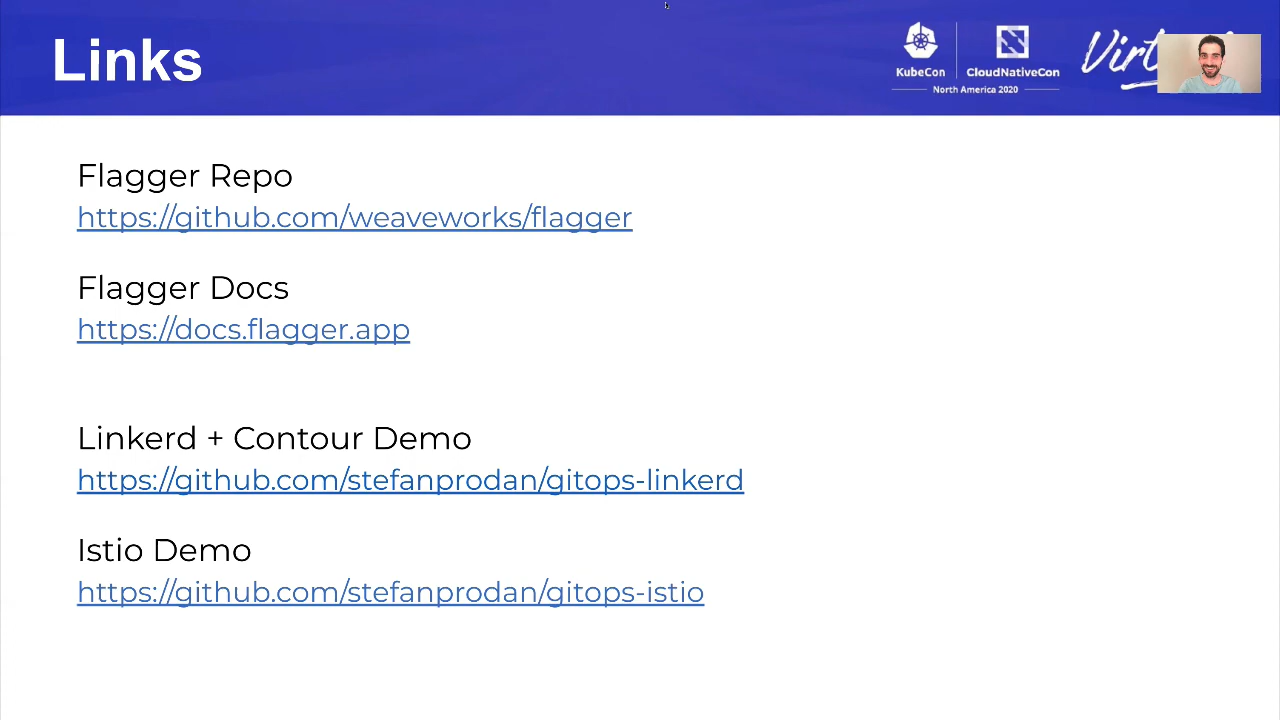 Links
KubeCon
CloudNativeCon
North America 2020
Flagger Repo
https://github.com/weaveworks/flagger
Flagger Docs
https://docs.flagger.app
Linkerd + Contour Demo
https://github.com/stefanprodan/gitops-linkerd
Istio Demo
https://github.com/stefanprodan/gitops-istio